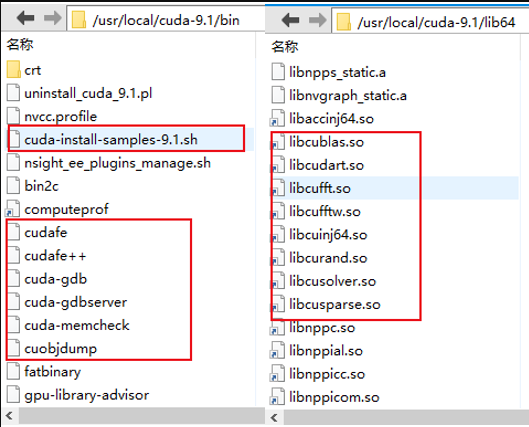 /usr/local/cuda-9.1/bin
名称
crt
uninstall_cuda_9.1.pl
nvcc.profile
cuda-install-samples-9.1.sh
nsight_ee_plugins_manage.sh
bin2c
computeprof
cudafe
cudafe++
cuda-gdb
cuda-gdbserver
cuda-memcheck
cuobjdump
fatbinary
gpu-library-advisor
/usr/local/cuda-9.1/lib64
名称
libnpps_static.a
libnvgraph_static.a
libaccinj64.so
libcublas.so
libcudart.so
libcufft.so
libcufftw.so
libcuinj64.so
libcurand.so
libcusolver.so
libcusparse.so
libnppc.so
libnppial.so
libnppicc.so
libnppicom.so